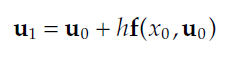 𝐮₁ = 𝐮₀ + h𝐟(x₀, 𝐮₀)